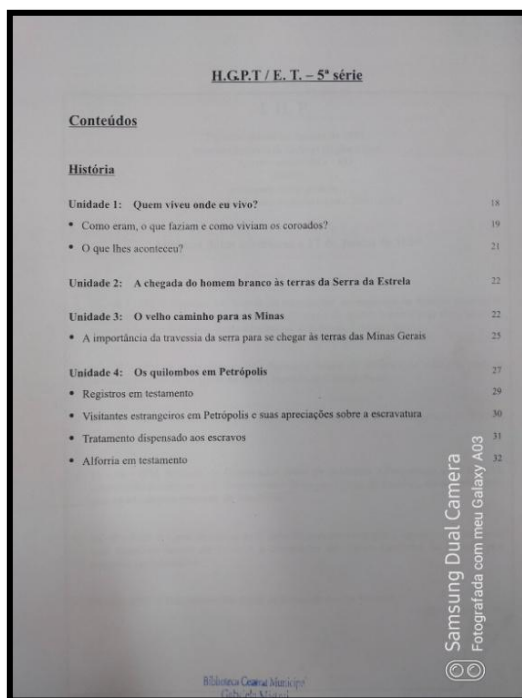 H.G.P.T / E. T. – 5ª série
Conteúdos
História
Unidade 1: Quem viveu onde eu vivo? 18
• Como eram, o que faziam e como viviam os coroados? 19
• O que lhes aconteceu? 21
Unidade 2: A chegada do homem branco às terras da Serra da Estrela 22
Unidade 3: O velho caminho para as Minas 22
• A importância da travessia da serra para se chegar às terras das Minas Gerais 25
Unidade 4: Os quilombos em Petrópolis 27
• Registros em testamento 29
• Visitantes estrangeiros em Petrópolis e suas apreciações sobre a escravatura 30
• Tratamento dispensado aos escravos 31
• Alforria em testamento 32
Samsung Dual Camera
Fotografada com meu Galaxy A03
Biblioteca Central Municipal
Gabriela Mistral